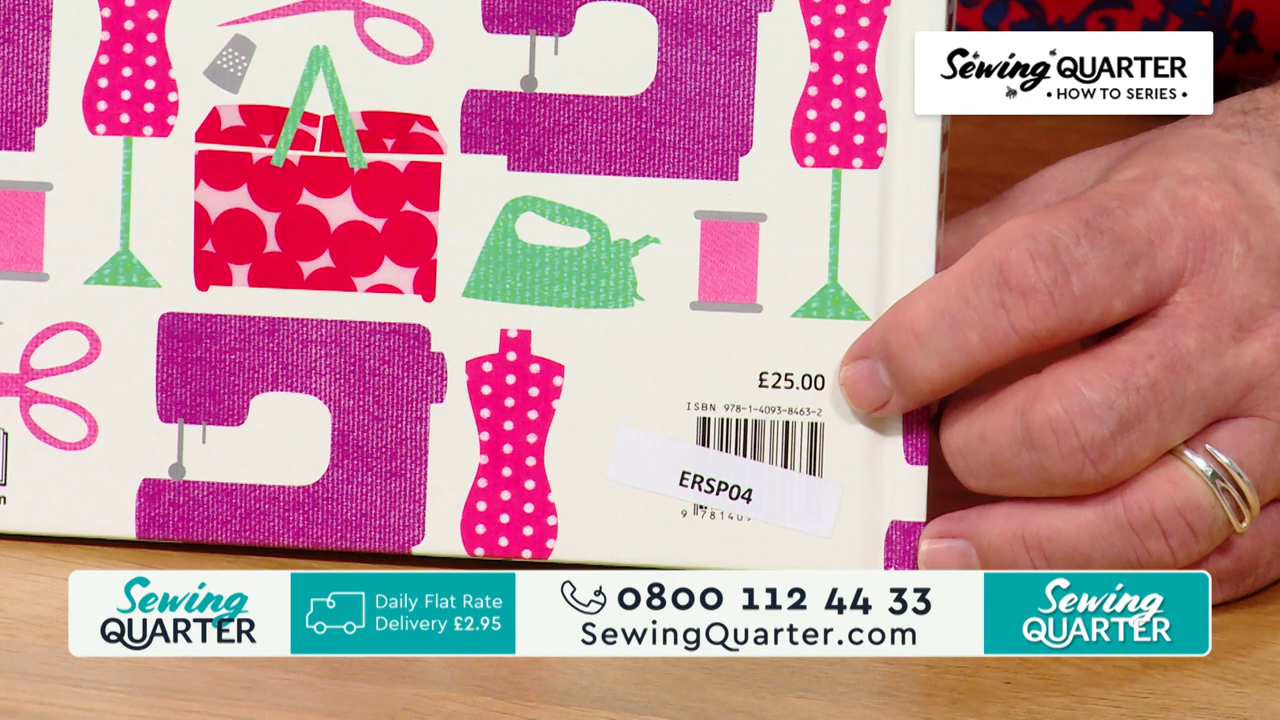 Sewing QUARTER
• HOW TO SERIES •
£25.00
ISBN 978-1-4093-8463-2
ERSP04
n
Sewing
QUARTER
Daily Flat Rate
Delivery £2.95
0800 112 44 33
SewingQuarter.com
Sewing
QUARTER